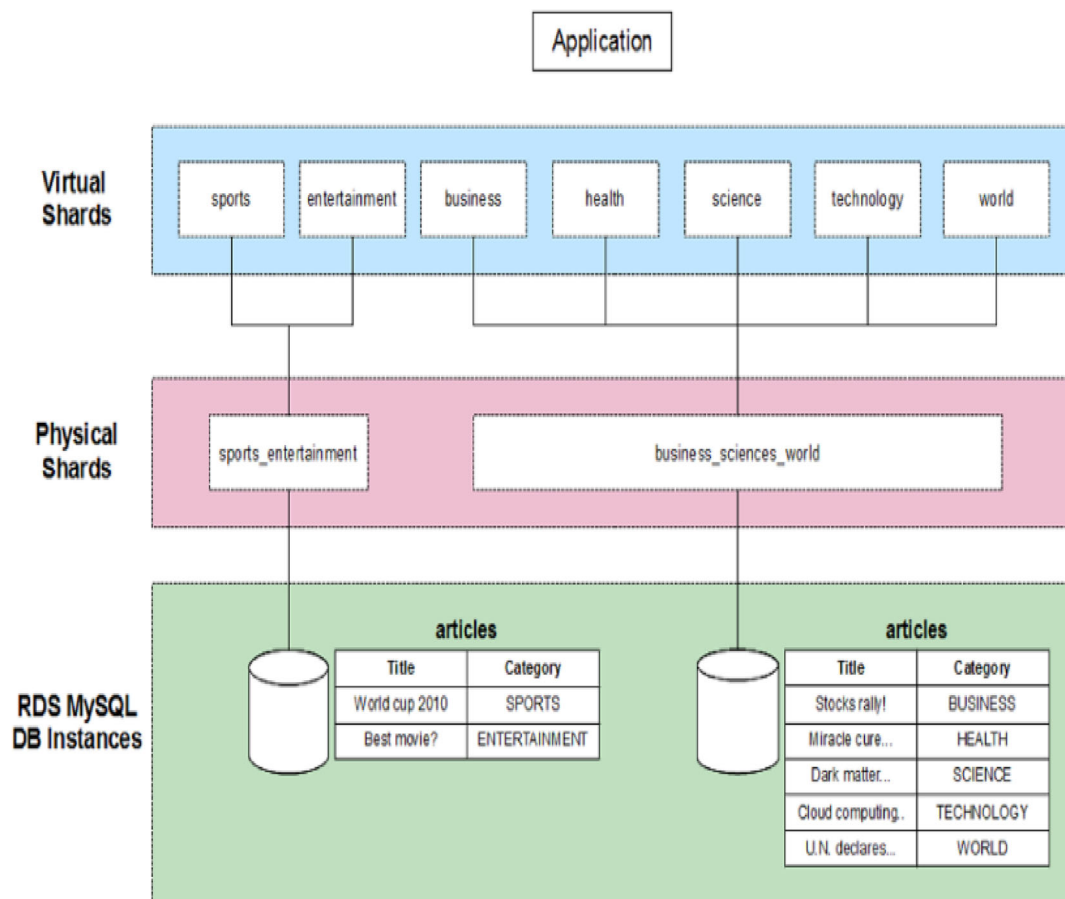 Application
Virtual
Shards
sports
entertainment
business
health
science
technology
world
Physical
Shards
sports_entertainment
business_sciences_world
RDS MySQL
DB Instances
articles
Title Category
World cup 2010 SPORTS
Best movie? ENTERTAINMENT
articles
Title Category
Stocks rally! BUSINESS
Miracle cure... HEALTH
Dark matter... SCIENCE
Cloud computing.. TECHNOLOGY
U.N. declares... WORLD